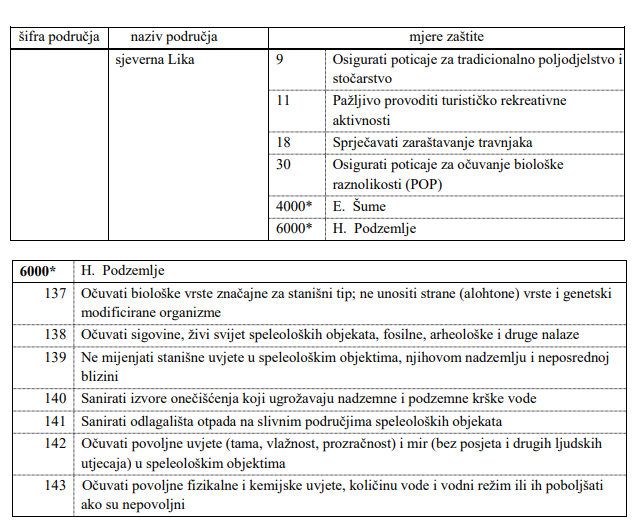 šifra područja naziv područja mjere zaštite
sjeverna Lika 9 Osigurati poticaje za tradicionalno poljodjelstvo i
stočarstvo
11 Pažljivo provoditi turističko rekreativne
aktivnosti
18 Sprječavati zaraštavanje travnjaka
30 Osigurati poticaje za očuvanje biološke
raznolikosti (POP)
4000* E. Šume
6000* H. Podzemlje
6000* H. Podzemlje
137 Očuvati biološke vrste značajne za stanišni tip; ne unositi strane (alohtone) vrste i genetski
modificirane organizme
138 Očuvati sigovine, živi svijet speleoloških objekata, fosilne, arheološke i druge nalaze
139 Ne mijenjati stanišne uvjete u speleološkim objektima, njihovom nadzemlju i neposrednoj
blizini
140 Sanirati izvore onečišćenja koji ugrožavaju nadzemne i podzemne krške vode
141 Sanirati odlagališta otpada na slivnim područjima speleoloških objekata
142 Očuvati povoljne uvjete (tama, vlažnost, prozračnost) i mir (bez posjeta i drugih ljudskih
utjecaja) u speleološkim objektima
143 Očuvati povoljne fizikalne i kemijske uvjete, količinu vode i vodni režim ili ih poboljšati
ako su nepovoljni